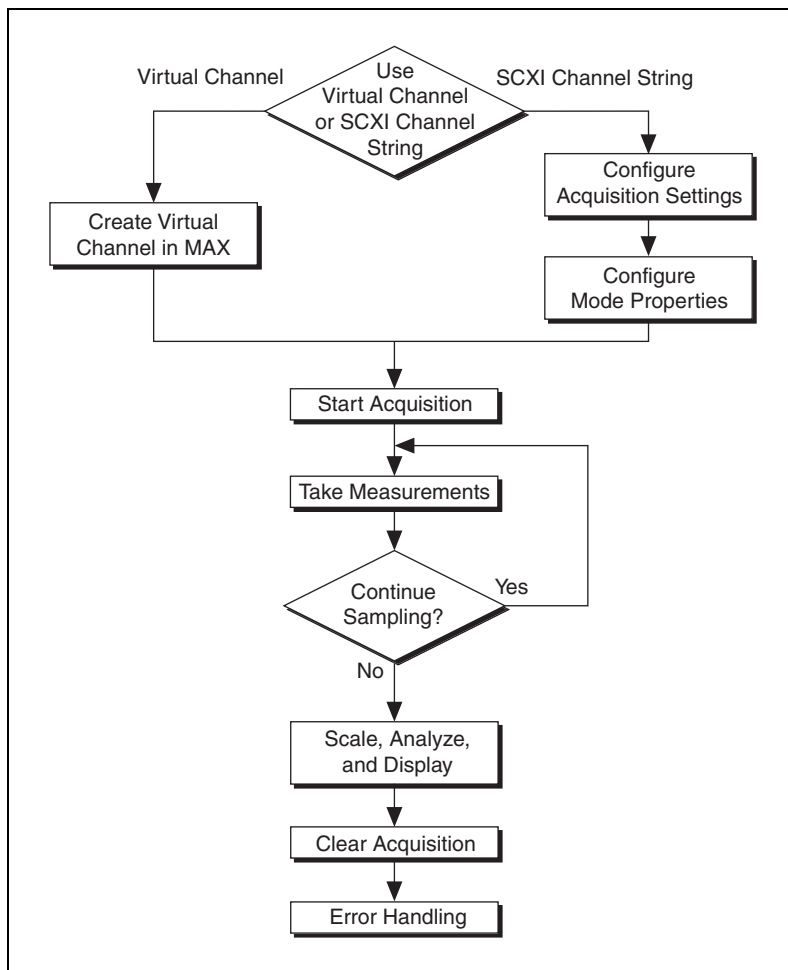 Virtual Channel
Use
Virtual Channel
or SCXI Channel
String
SCXI Channel String
Create Virtual
Channel in MAX
Configure
Acquisition Settings
Configure
Mode Properties
Start Acquisition
Take Measurements
Continue
Sampling?
Yes
No
Scale, Analyze,
and Display
Clear Acquisition
Error Handling